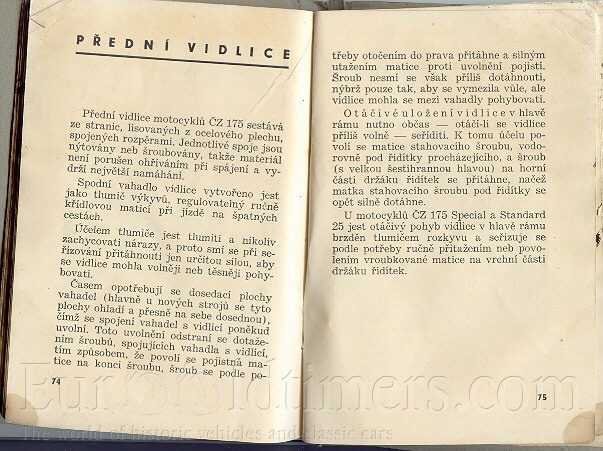 PŘEDNÍ VIDLICE
Přední vidlice motocyklů ČZ 175 sestává
ze stranic, lisovaných z ocelového plechu,
spojených rozpěrami. Jednotlivé spoje jsou
nýtovány neb šroubovány, takže materiál
není porušen ohříváním při spájení a vy-
drží největší namáhání.
Spodní vahadlo vidlice vytvořeno jest
jako tlumič výkyvů, regulovatelný ručně
křídlovou maticí při jízdě na špatných
cestách.
Účelem tlumiče jest tlumiti a nikoliv
zachycovati nárazy, a proto smí se při se-
řizování přitáhnouti jen určitou silou, aby
se vidlice mohla volněji neb těsněji pohy-
bovati.
Časem opotřebují se dosedací plochy
vahadel (hlavně u nových strojů se tyto
plochy ohladí a přesně na sebe dosednou),
čímž se spojení vahadel s vidlicí poněkud
uvolní. Toto uvolnění odstraní se dotaže-
ním šroubů, spojujících vahadla s vidlicí,
tím způsobem, že povolí se pojistná ma-
tice na konci šroubu, šroub se podle po-
74
třeby otočením do prava přitáhne a silným
utažením matice proti uvolnění pojistí.
Šroub nesmí se však příliš dotáhnouti,
nýbrž pouze tak, aby se vymezila vůle, ale
vidlice mohla se mezi vahadly pohybovati.
Otáčivé uložení vidlice v hlavě
rámu nutno občas — otáčí-li se vidlice
příliš volně — seříditi. K tomu účelu po-
volí se matice stahovacího šroubu, vodo-
rovně pod řidítky procházejícího, a šroub
(s velkou šestihrannou hlavou) na horní
části držáku řidítek se přitáhne, načež
matka stahovacího šroubu pod řidítky se
opět silně dotáhne.
U motocyklů ČZ 175 Special a Standard
25 jest otáčivý pohyb vidlice v hlavě rámu
brzděn tlumičem rozkyvu a seřizuje se
podle potřeby ručně přitažením neb povo-
lením vroubkované matice na vrchní části
držáku řidítek.
75
Eurooldtimers.com
The world of historic vehicles and classic cars